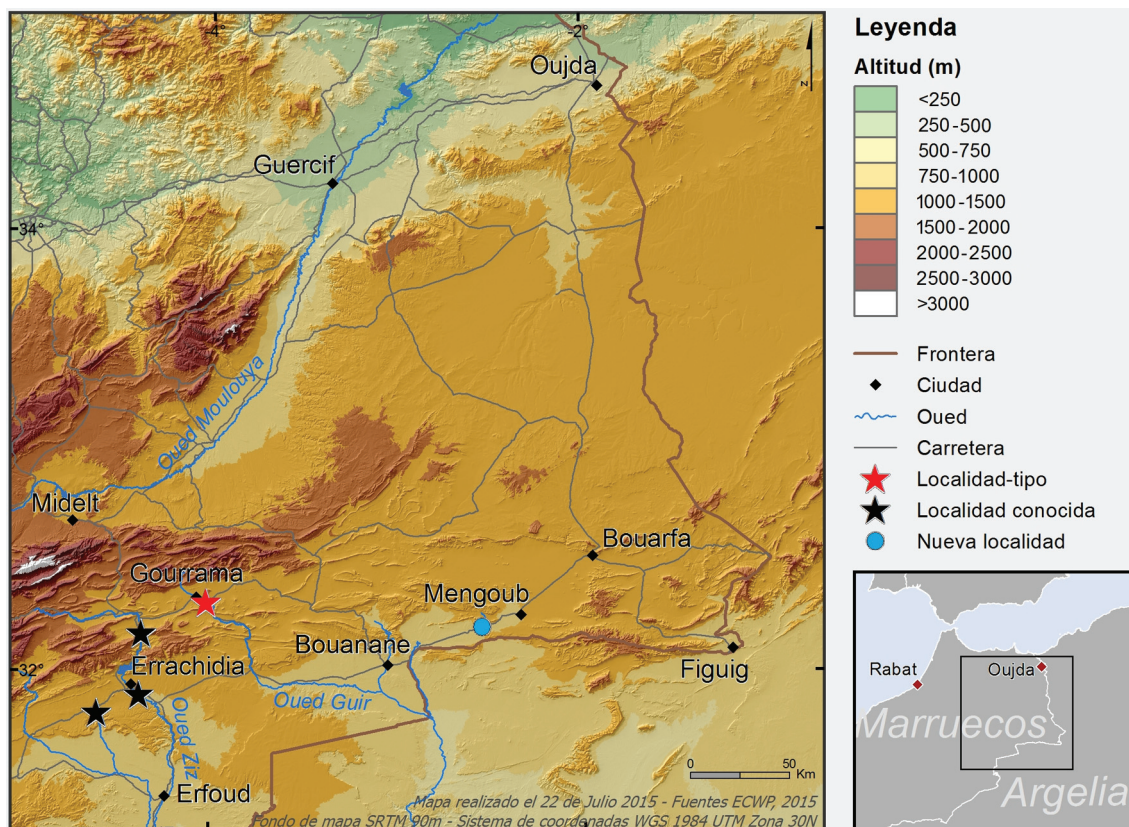 -4°
-2°
Oujda
z
Guercif
34°
Oued Moulouya
Midelt
Bouarfa
Gourrama
Mengoub
Bouanane
Errachidia
32°
Figuig
Oued Guir
Oued Ziz
Erfoud
0 50
Km
Mapa realizado el 22 de Julio 2015 - Fuentes ECWP, 2015
Fondo de mapa SRTM 90m - Sistema de coordenadas WGS 1984 UTM Zona 30N
Leyenda
Altitud (m)
<250
250-500
500-750
750-1000
1000-1500
1500-2000
2000-2500
2500-3000
>3000
Frontera
Ciudad
Oued
Carretera
Localidad-tipo
Localidad conocida
Nueva localidad
Rabat
Oujda
Marruecos
Argelia